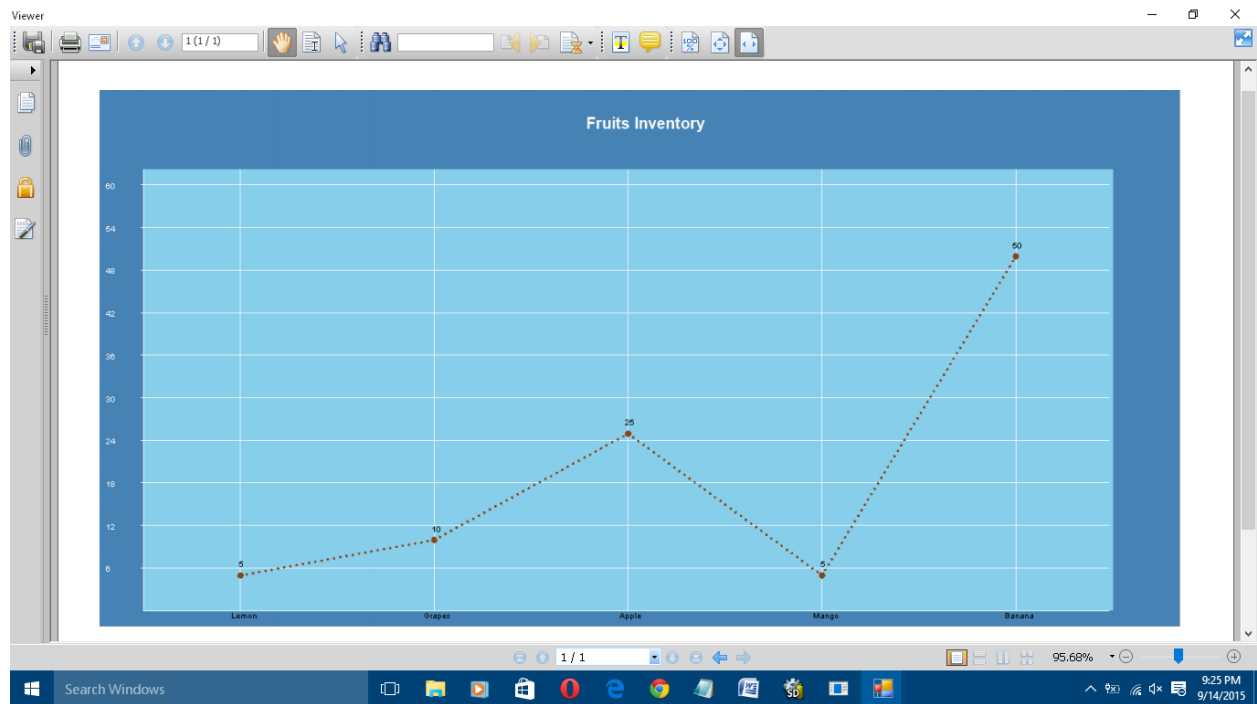 Viewer
1 (1 / 1)
Fruits Inventory
60
54
48
42
36
30
24
18
12
6
5
10
25
5
50
Lemon
Grapes
Apple
Mango
Banana
1 / 1
95.68%
Search Windows
9:25 PM
9/14/2015